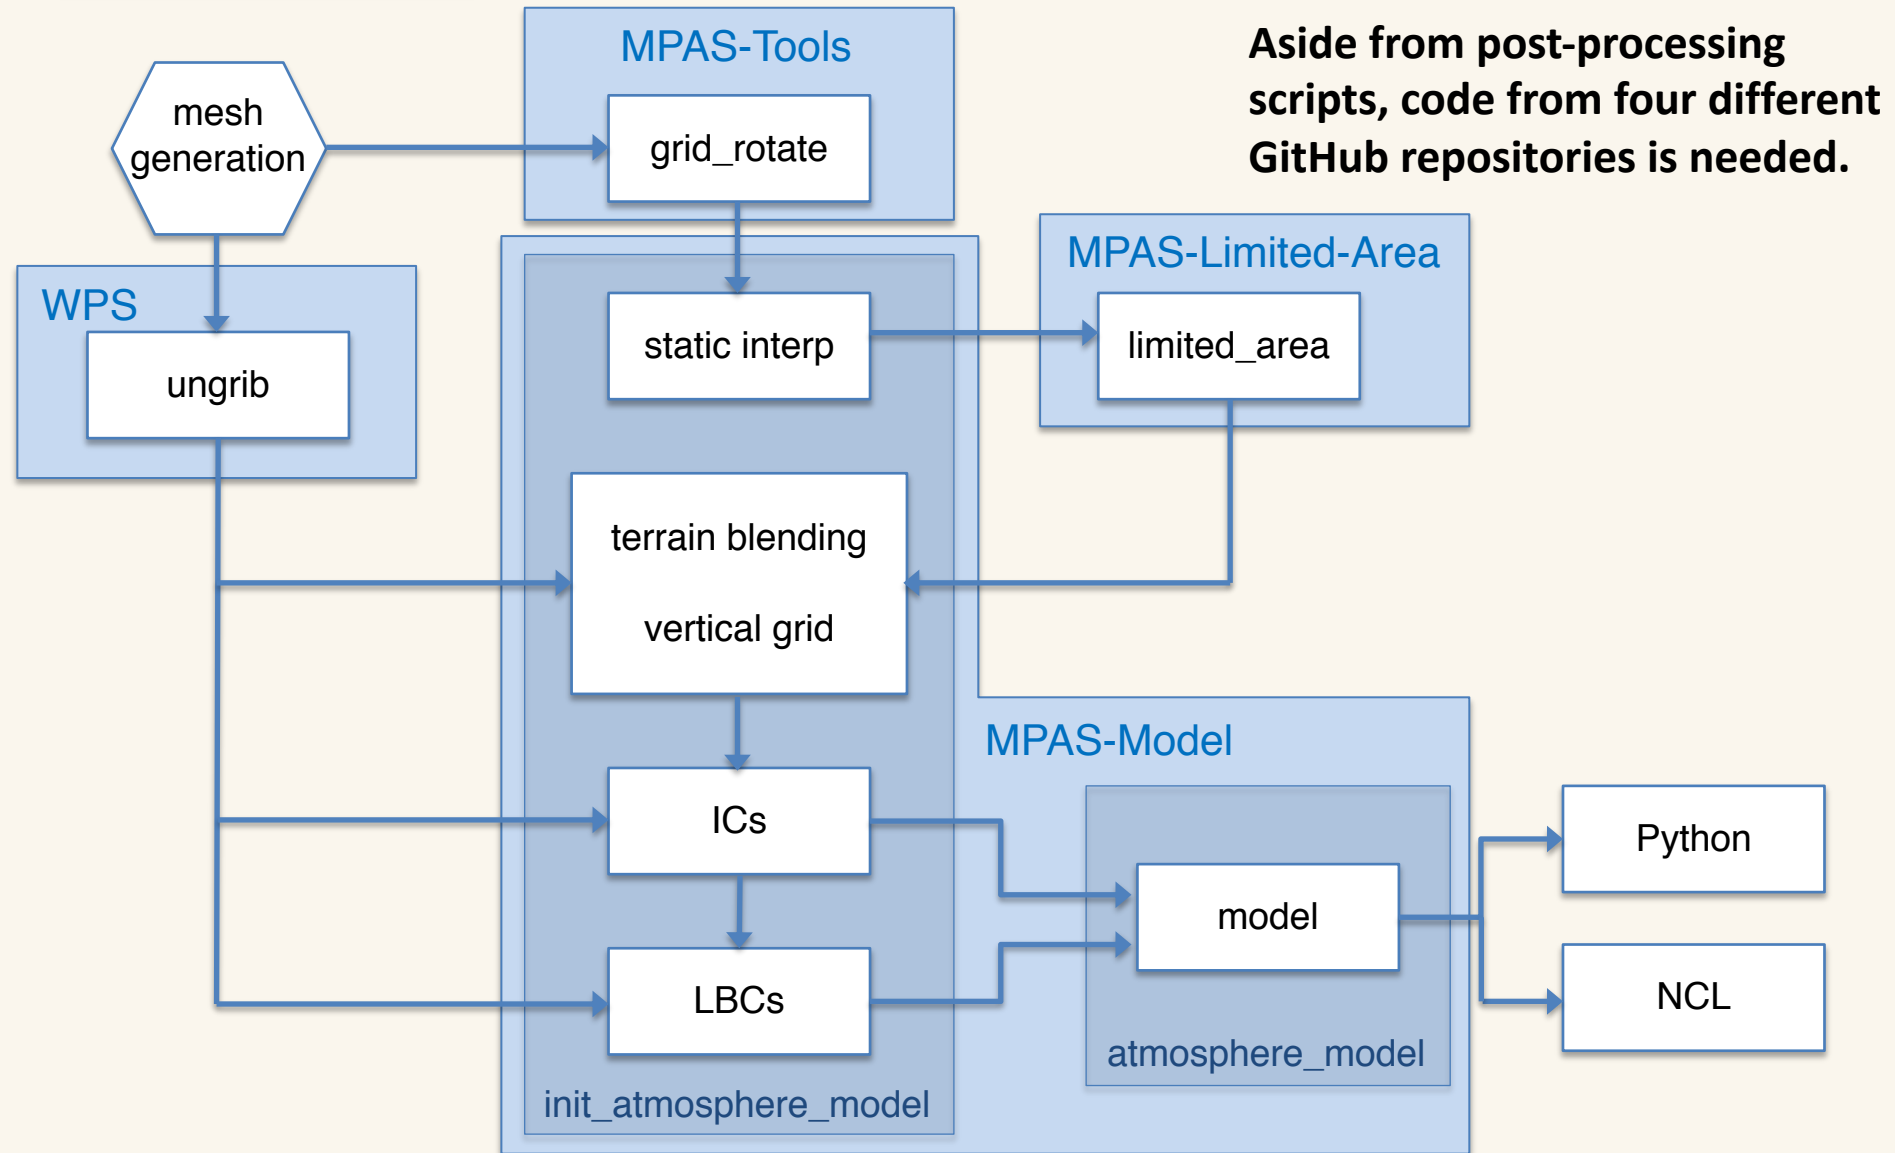 MPAS-Tools
Aside from post-processing
scripts, code from four different
GitHub repositories is needed.
mesh
generation
grid_rotate
MPAS-Limited-Area
WPS
static interp
limited_area
ungrib
terrain blending
vertical grid
MPAS-Model
ICs
Python
model
LBCs
NCL
atmosphere_model
init_atmosphere_model